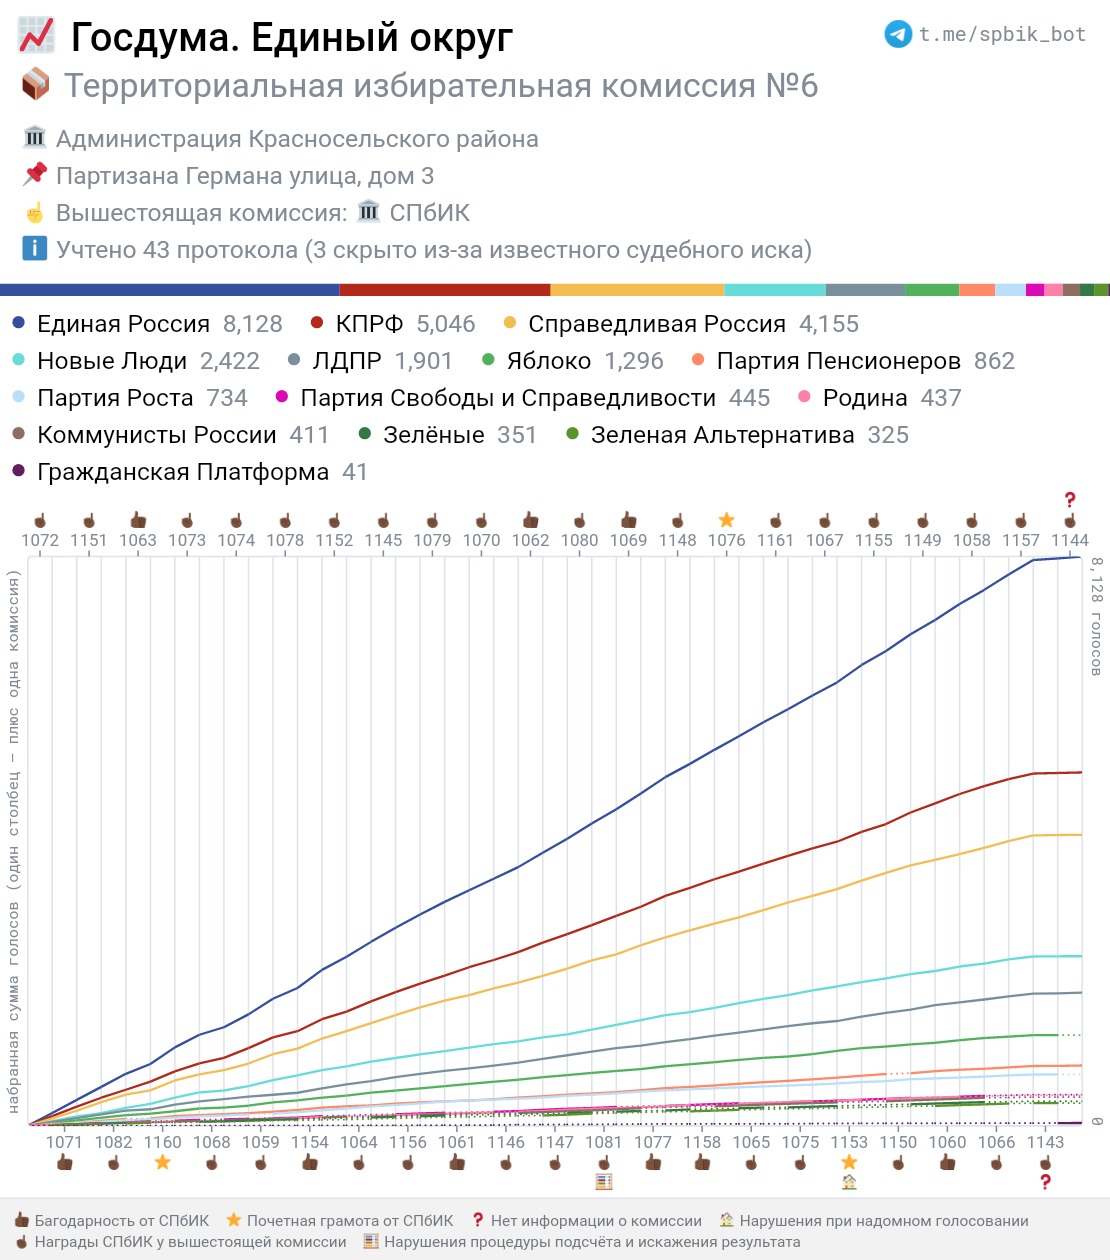 Госдума. Единый округ
t.me/spbik_bot
Территориальная избирательная комиссия №6
Администрация Красносельского района
Партизана Германа улица, дом 3
Вышестоящая комиссия: СПбИК
Учтено 43 протокола (3 скрыто из-за известного судебного иска)
Единая Россия 8,128 КПРФ 5,046 Справедливая Россия 4,155
Новые Люди 2,422 ЛДПР 1,901 Яблоко 1,296 Партия Пенсионеров 862
Партия Роста 734 Партия Свободы и Справедливости 445 Родина 437
Коммунисты России 411 Зелёные 351 Зеленая Альтернатива 325
Гражданская Платформа 41
1072 1151 1063 1073 1074 1078 1152 1145 1079 1070 1062 1080 1069 1148 1076 1161 1067 1155 1149 1058 1157 1144
набранная сумма голосов (один столбец — плюс одна комиссия)
8,128 голосов
0
1071 1082 1160 1068 1059 1154 1064 1156 1061 1146 1147 1081 1077 1158 1065 1075 1153 1150 1060 1066 1143
Багодарность от СПбИК Почетная грамота от СПбИК Нет информации о комиссии Нарушения при надомном голосовании
Награды СПбИК у вышестоящей комиссии Нарушения процедуры подсчёта и искажения результата